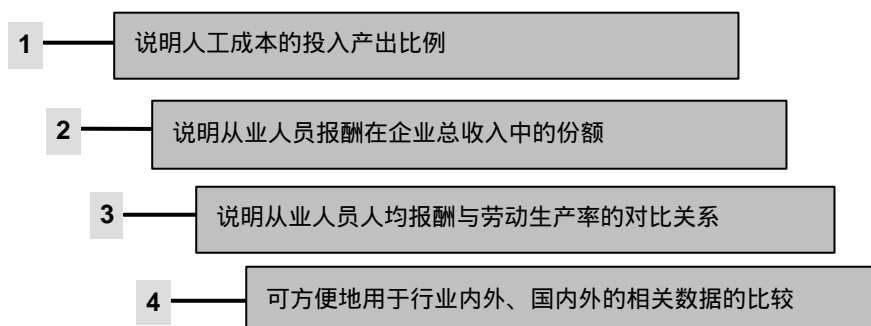 1 说明人工成本的投入产出比例
2 说明从业人员报酬在企业总收入中的份额
3 说明从业人员人均报酬与劳动生产率的对比关系
4 可方便地用于行业内外、国内外的相关数据的比较